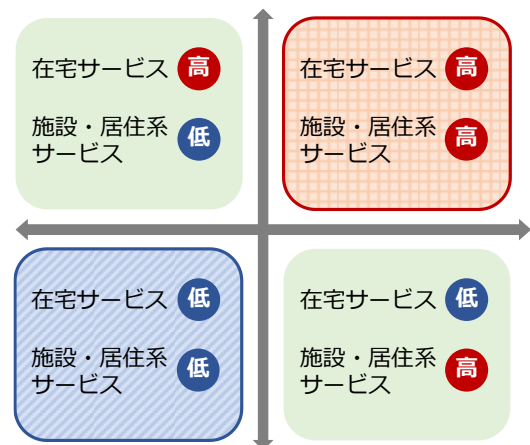 在宅サービス 高
施設・居住系
サービス 低
在宅サービス 高
施設・居住系
サービス 高
在宅サービス 低
施設・居住系
サービス 低
在宅サービス 低
施設・居住系
サービス 高